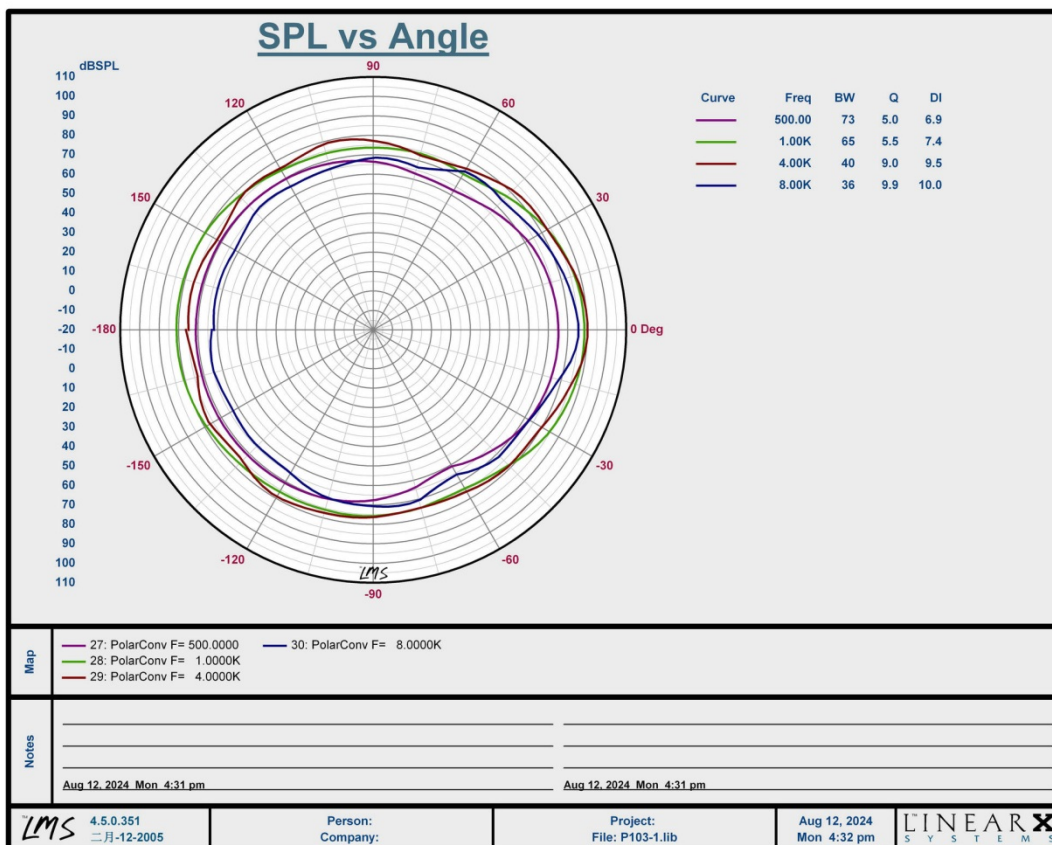 SPL vs Angle
dBSPL
110
100
90
80
70
60
50
40
30
20
10
0
-10
-20
-10
0
10
20
30
40
50
60
70
80
90
100
110
90
120
60
150
30
-180
0 Deg
-150
-30
-120
-60
-90
LMS
Curve Freq BW Q DI
500.00 73 5.0 6.9
1.00K 65 5.5 7.4
4.00K 40 9.0 9.5
8.00K 36 9.9 10.0
Map
27: PolarConv F= 500.0000 30: PolarConv F= 8.0000K
28: PolarConv F= 1.0000K
29: PolarConv F= 4.0000K
Notes
Aug 12, 2024 Mon 4:31 pm Aug 12, 2024 Mon 4:31 pm
LMS
4.5.0.351
二月-12-2005
Person:
Company:
Project:
File: P103-1.lib
Aug 12, 2024
Mon 4:32 pm
LINEARX
SYSTEMS